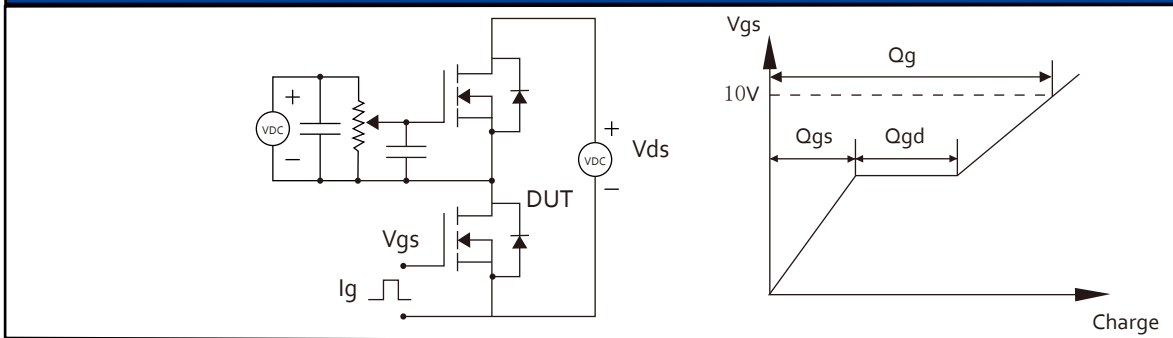 +
VDC
−
+
VDC
−
Vds
DUT
Vgs
Ig
Vgs
Qg
10V
Qgs
Qgd
Charge